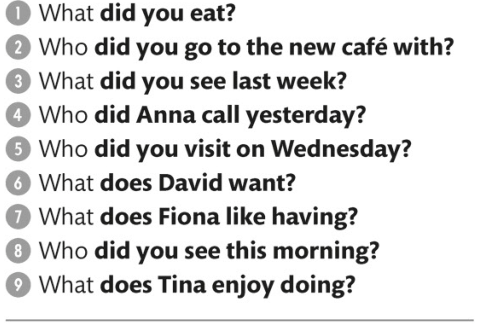 1 What did you eat?
2 Who did you go to the new café with?
3 What did you see last week?
4 Who did Anna call yesterday?
5 Who did you visit on Wednesday?
6 What does David want?
7 What does Fiona like having?
8 Who did you see this morning?
9 What does Tina enjoy doing?